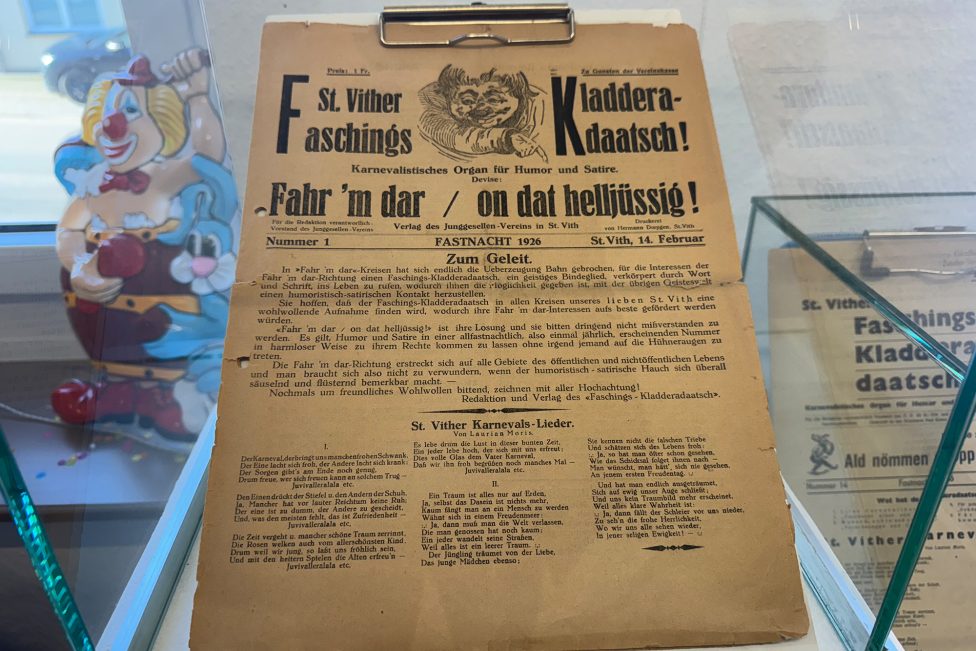 Preis: 1 Fr.
Zu Gunsten der Vereinskasse
St. Vither
Faschings
Kladdera-
daatsch!
Karnevalistisches Organ für Humor und Satire.
Devise:
Fahr 'm dar / on dat helljüssig!
Für die Redaktion verantwortlich
Vorstand des Junggesellen-Vereins
Verlag des Junggesellen-Vereins in St. Vith
Druckerei
von Hermann Doepgen, St. Vith
Nummer 1
FASTNACHT 1926
St. Vith, 14. Februar
Zum Geleit.
In »Fahr 'm dar«-Kreisen hat sich endlich die Ueberzeugung Bahn gebrochen, für die Interessen der
Fahr 'm dar-Richtung einen Faschings-Kladderadaatsch, ein geistiges Bindeglied, verkörpert durch Wort
und Schrift, ins Leben zu rufen, wodurch ihnen die Möglichkeit gegeben ist, mit der übrigen Geisteswelt
einen humoristisch-satirischen Kontakt herzustellen.
Sie hoffen, daß der Faschings-Kladderadaatsch in allen Kreisen unseres lieben St. Vith eine
wohlwollende Aufnahme finden wird, wodurch ihre Fahr 'm dar-Interessen aufs beste gefördert werden
würden.
«Fahr 'm dar / on dat helljüssig!» ist ihre Losung und sie bitten dringend nicht mißverstanden zu
werden. Es gilt, Humor und Satire in einer allfastnachtlich, also einmal jährlich, erscheinenden Nummer
in harmloser Weise zu ihrem Rechte kommen zu lassen ohne irgend jemand auf die Hühneraugen zu
treten.
Die Fahr 'm dar-Richtung erstreckt sich auf alle Gebiete des öffentlichen und nichtöffentlichen Lebens
und man braucht sich also nicht zu verwundern, wenn der humoristisch-satirische Hauch sich überall
säuselnd und flüsternd bemerkbar macht. —
Nochmals um freundliches Wohlwollen bittend, zeichnen mit aller Hochachtung!
Redaktion und Verlag des «Faschings-Kladderadaatsch».
St. Vither Karnevals-Lieder.
Von Laurian Moris.
I.
Der Karneval, der bringt uns manchen frohen Schwank,
Der Eine lacht sich froh, der Andere lacht sich krank;
Der Sorgen gibt's am Ende noch genug,
Drum freue, wer sich freuen kann an solchem Trug —
Juvivallerala etc.
Den Einen drückt der Stiefel u. den Andern der Schuh,
Ja, Mancher hat vor lauter Reichtum keine Ruh;
Der eine ist zu dumm, der Andere zu gescheidt,
Und, was den meisten fehlt, das ist Zufriedenheit —
Juvivalleralala etc.
Die Zeit vergeht u. mancher schöne Traum zerrinnt,
Die Rosen welken auch vom allerschönsten Kind,
Drum weil wir jung, so laßt uns fröhlich sein,
Und mit den heitern Spielen die Alten erfreu'n —
Juvivalleralala etc.
Es lebe drum die Lust in dieser bunten Zeit,
Ein jeder lebe hoch, der sich mit uns erfreut;
Dies volle Glas dem Vater Karneval,
Daß wir ihn froh begrüßen noch manches Mal —
Juvivalleralala etc.
II.
Ein Traum ist alles nur auf Erden,
Ja, selbst das Dasein ist nichts mehr,
Kaum fängt man an ein Mensch zu werden
Wähnt sich in einem Freudenmeer:
Ja, dann muß man die Welt verlassen,
Die man genossen hat noch kaum;
Ein jeder wandelt seine Straßen,
Weil alles ist ein leerer Traum.
Der Jüngling träumet von der Liebe,
Das junge Mädchen ebenso;
Sie kennen nicht die falschen Triebe
Und schätzen sich des Lebens froh:
Ja, so hat man öfter schon gesehen,
Wie das Schicksal folget ihnen nach —
Man wünscht, man hätt' sich nie gesehen,
An jenem ersten Freudentag.
Und hat man endlich ausgeträumet,
Sich auf ewig unser Auge schließt;
Und uns kein Traumbild mehr erscheinet,
Weil alles klare Wahrheit ist:
Ja, dann fällt der Schleier vor uns nieder,
Zu seh'n die frohe Herrlichkeit,
Wo wir uns alle sehen wieder,
In jener seligen Ewigkeit! —
St. Vither
Faschings
Kladdera
daatsch
Karnevalistisches Organ für Humor
Ald nömmen
Nummer 14
St. Vither Karneva